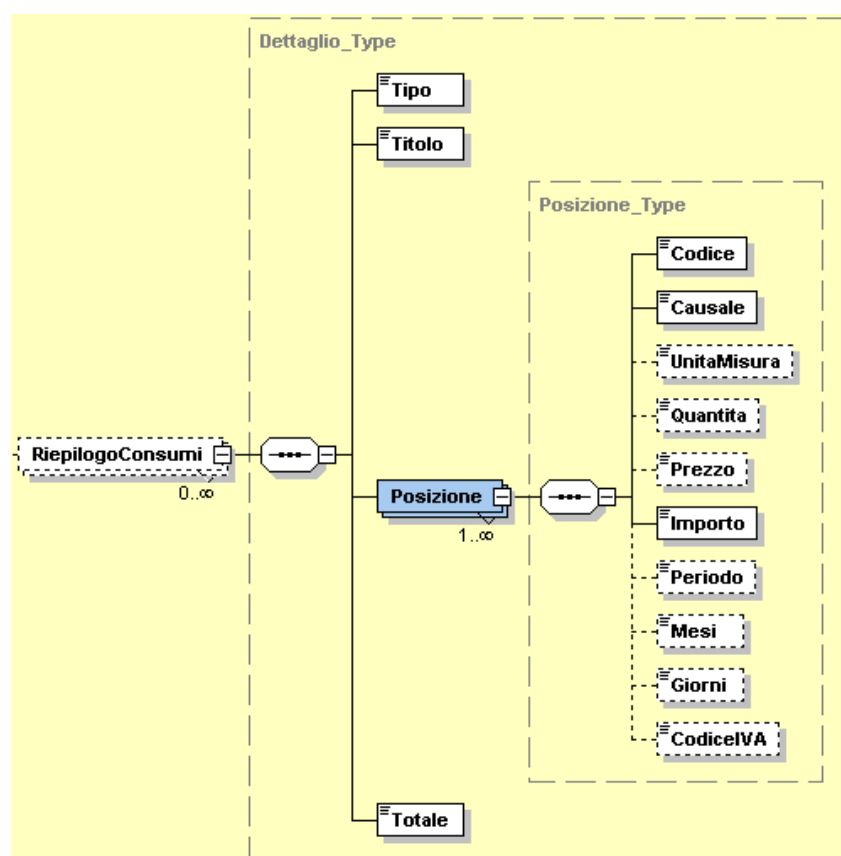 Dettaglio_Type
Tipo
Titolo
Posizione_Type
Codice
Causale
UnitaMisura
Quantita
RiepilogoConsumi
0..∞
Prezzo
Posizione
1..∞
Importo
Periodo
Mesi
Giorni
CodiceIVA
Totale